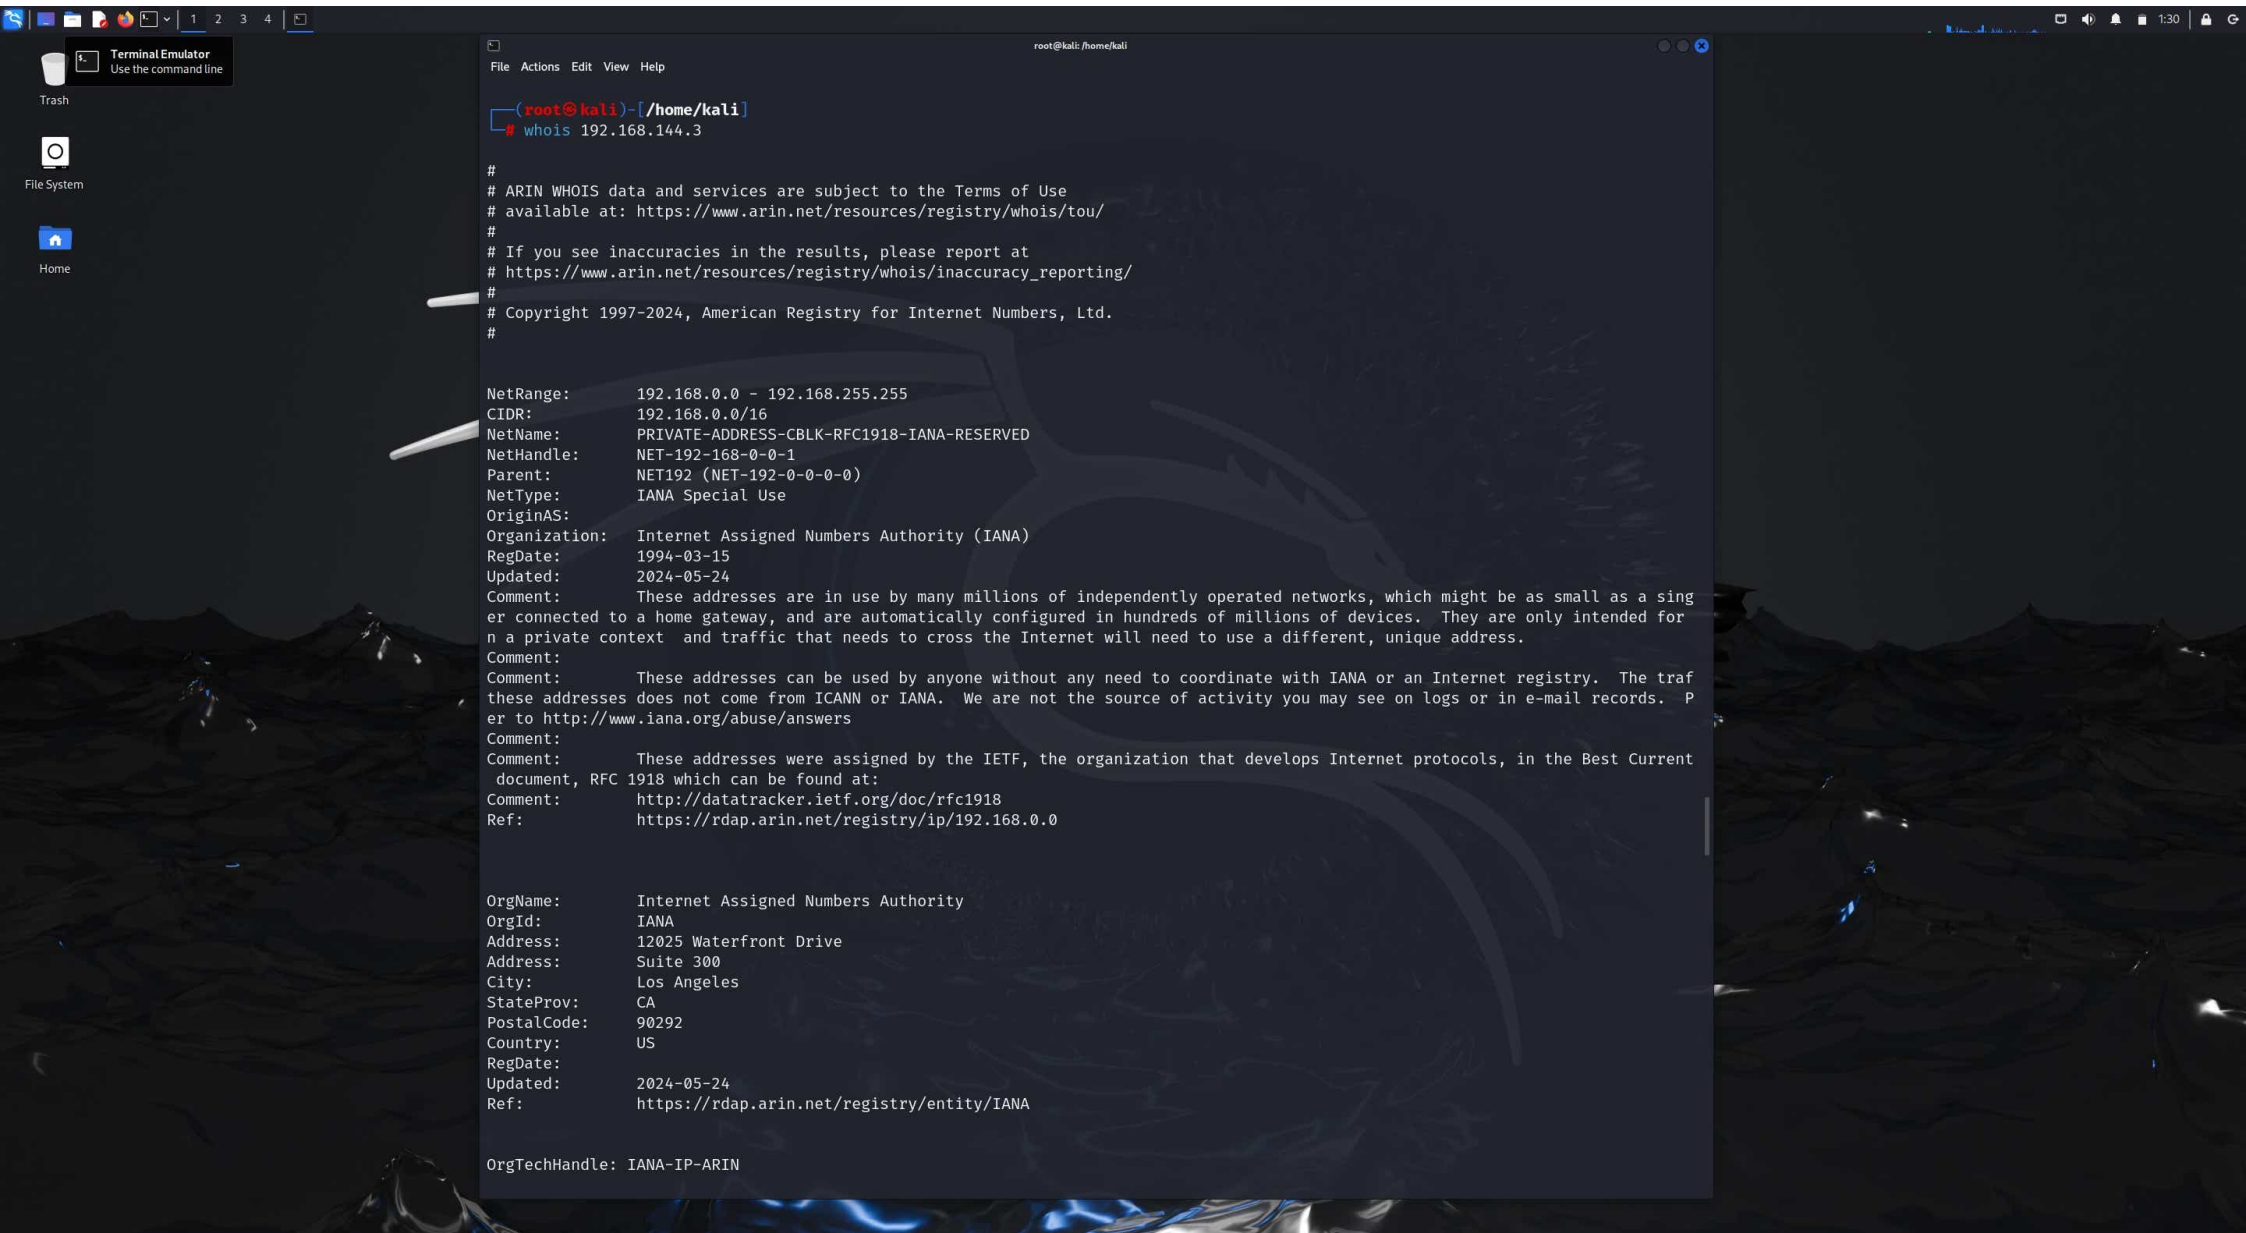 1 2 3 4
1:30
Terminal Emulator
Use the command line
Trash
File System
Home
root@kali: /home/kali
File Actions Edit View Help
(root㉿kali)-[/home/kali]
# whois 192.168.144.3
#
# ARIN WHOIS data and services are subject to the Terms of Use
# available at: https://www.arin.net/resources/registry/whois/tou/
#
# If you see inaccuracies in the results, please report at
# https://www.arin.net/resources/registry/whois/inaccuracy_reporting/
#
# Copyright 1997-2024, American Registry for Internet Numbers, Ltd.
#
NetRange: 192.168.0.0 - 192.168.255.255
CIDR: 192.168.0.0/16
NetName: PRIVATE-ADDRESS-CBLK-RFC1918-IANA-RESERVED
NetHandle: NET-192-168-0-0-1
Parent: NET192 (NET-192-0-0-0-0)
NetType: IANA Special Use
OriginAS:
Organization: Internet Assigned Numbers Authority (IANA)
RegDate: 1994-03-15
Updated: 2024-05-24
Comment: These addresses are in use by many millions of independently operated networks, which might be as small as a sing
er connected to a home gateway, and are automatically configured in hundreds of millions of devices. They are only intended for
n a private context and traffic that needs to cross the Internet will need to use a different, unique address.
Comment:
Comment: These addresses can be used by anyone without any need to coordinate with IANA or an Internet registry. The traf
these addresses does not come from ICANN or IANA. We are not the source of activity you may see on logs or in e-mail records. P
er to http://www.iana.org/abuse/answers
Comment:
Comment: These addresses were assigned by the IETF, the organization that develops Internet protocols, in the Best Current
document, RFC 1918 which can be found at:
Comment: http://datatracker.ietf.org/doc/rfc1918
Ref: https://rdap.arin.net/registry/ip/192.168.0.0
OrgName: Internet Assigned Numbers Authority
OrgId: IANA
Address: 12025 Waterfront Drive
Address: Suite 300
City: Los Angeles
StateProv: CA
PostalCode: 90292
Country: US
RegDate:
Updated: 2024-05-24
Ref: https://rdap.arin.net/registry/entity/IANA
OrgTechHandle: IANA-IP-ARIN